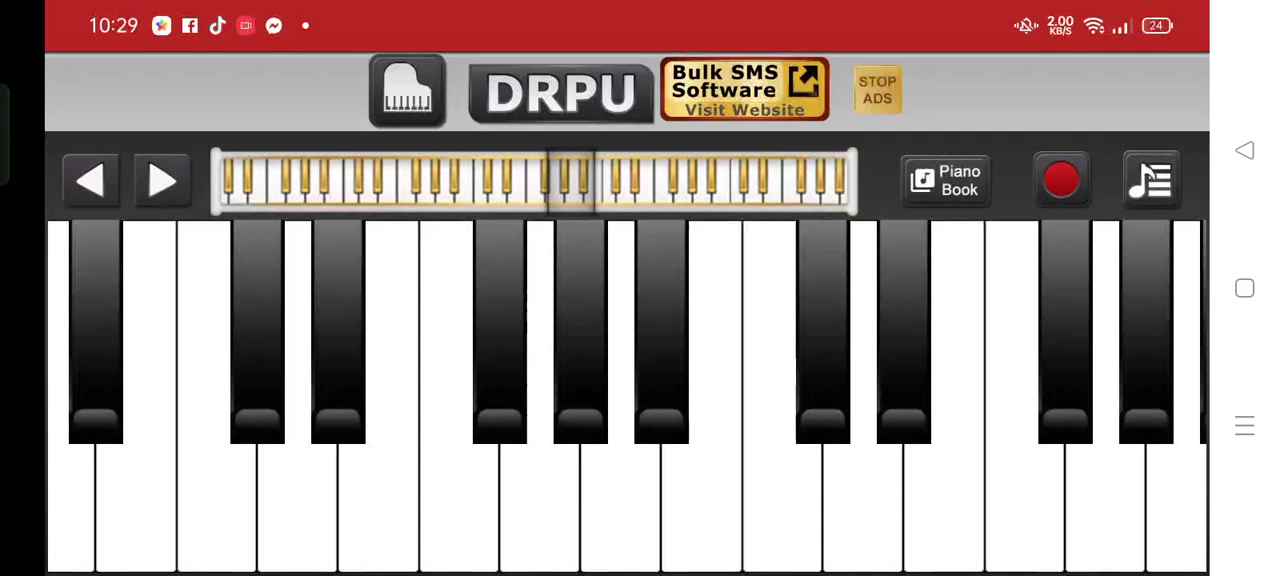 10:29
2.00
KB/S
24
DRPU
Bulk SMS
Software
Visit Website
STOP
ADS
Piano
Book